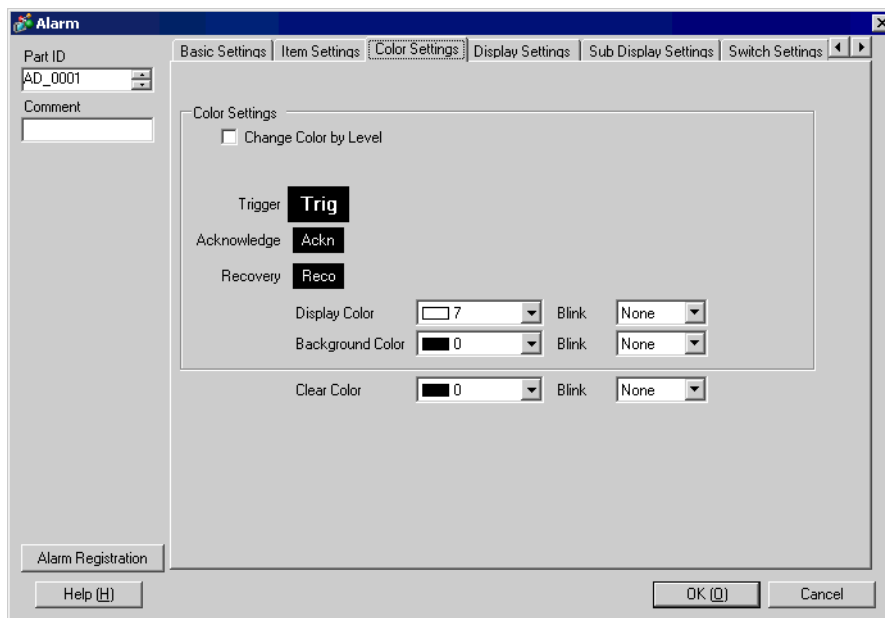 Alarm
Part ID
AD_0001
Comment
Basic Settings Item Settings Color Settings Display Settings Sub Display Settings Switch Settings
Color Settings
Change Color by Level
Trigger Trig
Acknowledge Ackn
Recovery Reco
Display Color 7 Blink None
Background Color 0 Blink None
Clear Color 0 Blink None
Alarm Registration
Help (H) OK (O) Cancel